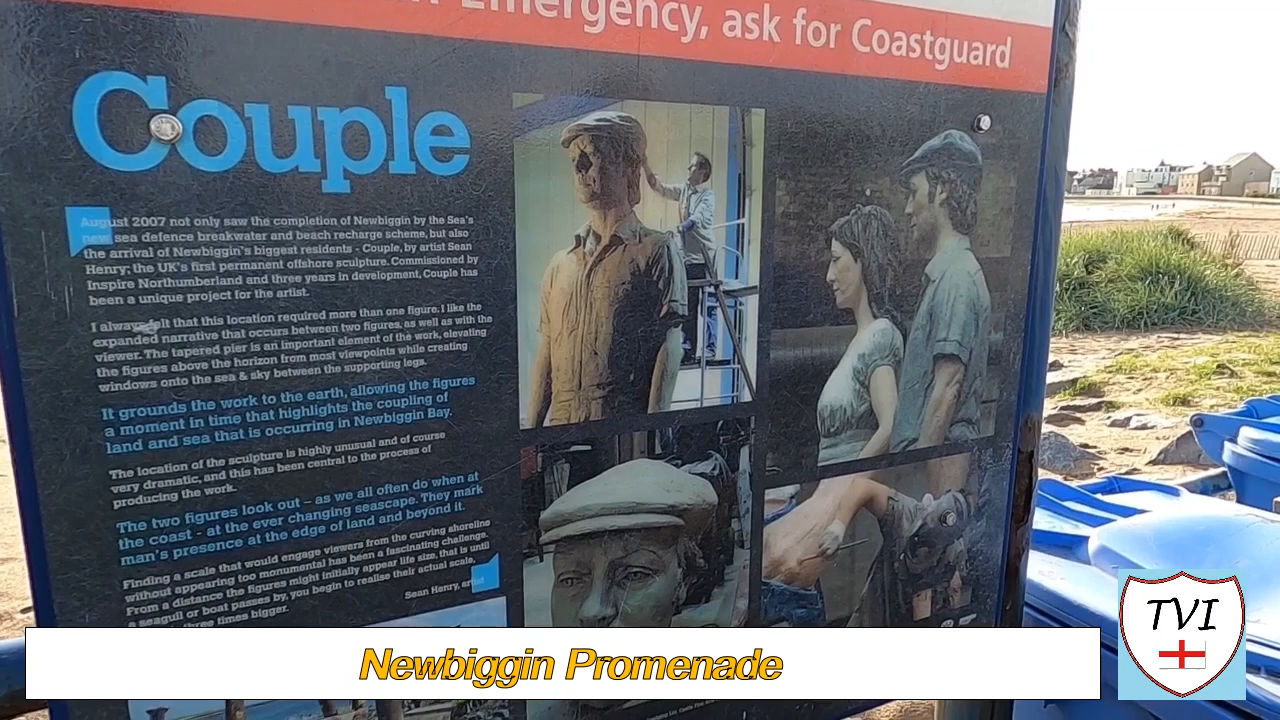 Emergency, ask for Coastguard
Couple
August 2007 not only saw the completion of Newbiggin by the Sea's
new sea defence breakwater and beach recharge scheme, but also
the arrival of Newbiggin's biggest residents - Couple, by artist Sean
Henry; the UK's first permanent offshore sculpture. Commissioned by
Inspire Northumberland and three years in development, Couple has
been a unique project for the artist.
I always felt that this location required more than one figure. I like the
expanded narrative that occurs between two figures, as well as with the
viewer. The tapered pier is an important element of the work, elevating
the figures above the horizon from most viewpoints while creating
windows onto the sea & sky between the supporting legs.
It grounds the work to the earth, allowing the figures
a moment in time that highlights the coupling of
land and sea that is occurring in Newbiggin Bay.
The location of the sculpture is highly unusual and of course
very dramatic, and this has been central to the process of
producing the work.
The two figures look out – as we all often do when at
the coast - at the ever changing seascape. They mark
man's presence at the edge of land and beyond it.
Finding a scale that would engage viewers from the curving shoreline
without appearing too monumental has been a fascinating challenge.
From a distance the figures might initially appear life size, that is until
a seagull or boat passes by, you begin to realise their actual scale,
three times bigger.
Sean Henry, artist
Newbiggin Promenade
TVI